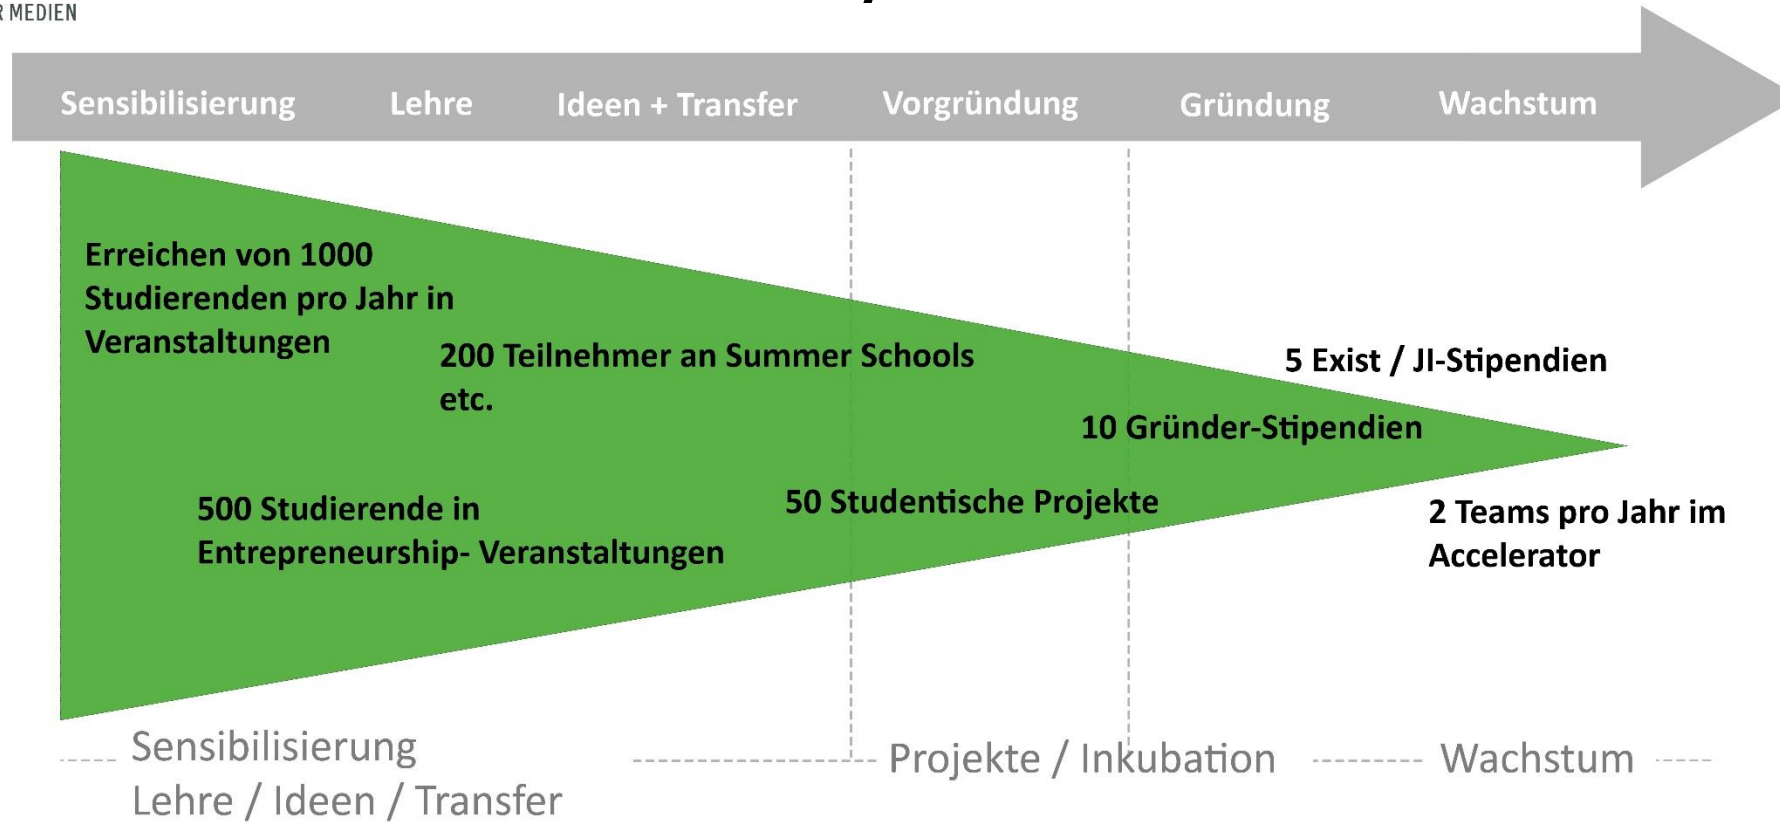 R MEDIEN
Sensibilisierung Lehre Ideen + Transfer Vorgründung Gründung Wachstum
Erreichen von 1000
Studierenden pro Jahr in
Veranstaltungen
200 Teilnehmer an Summer Schools
etc.
5 Exist / JI-Stipendien
10 Gründer-Stipendien
500 Studierende in
Entrepreneurship- Veranstaltungen
50 Studentische Projekte
2 Teams pro Jahr im
Accelerator
Sensibilisierung
Lehre / Ideen / Transfer
Projekte / Inkubation
Wachstum